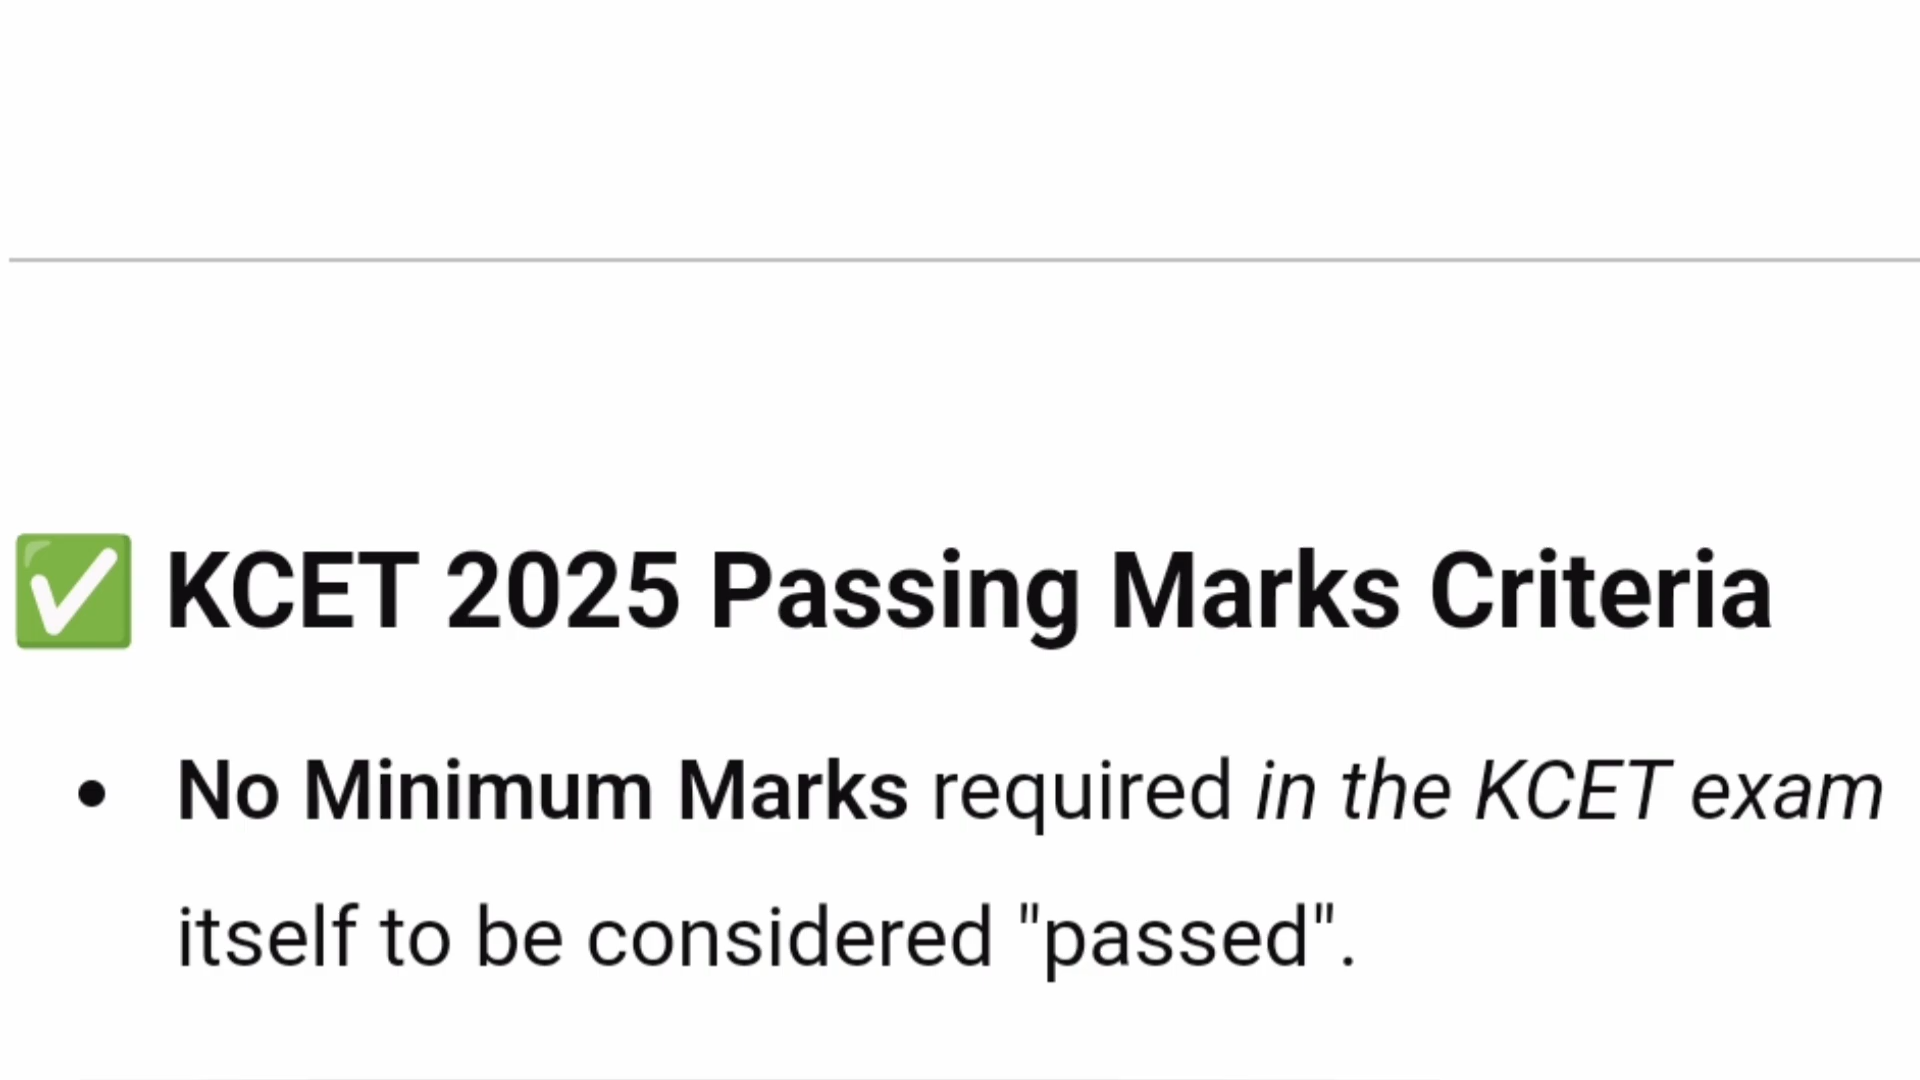 ✅ KCET 2025 Passing Marks Criteria
• No Minimum Marks required in the KCET exam
itself to be considered "passed".